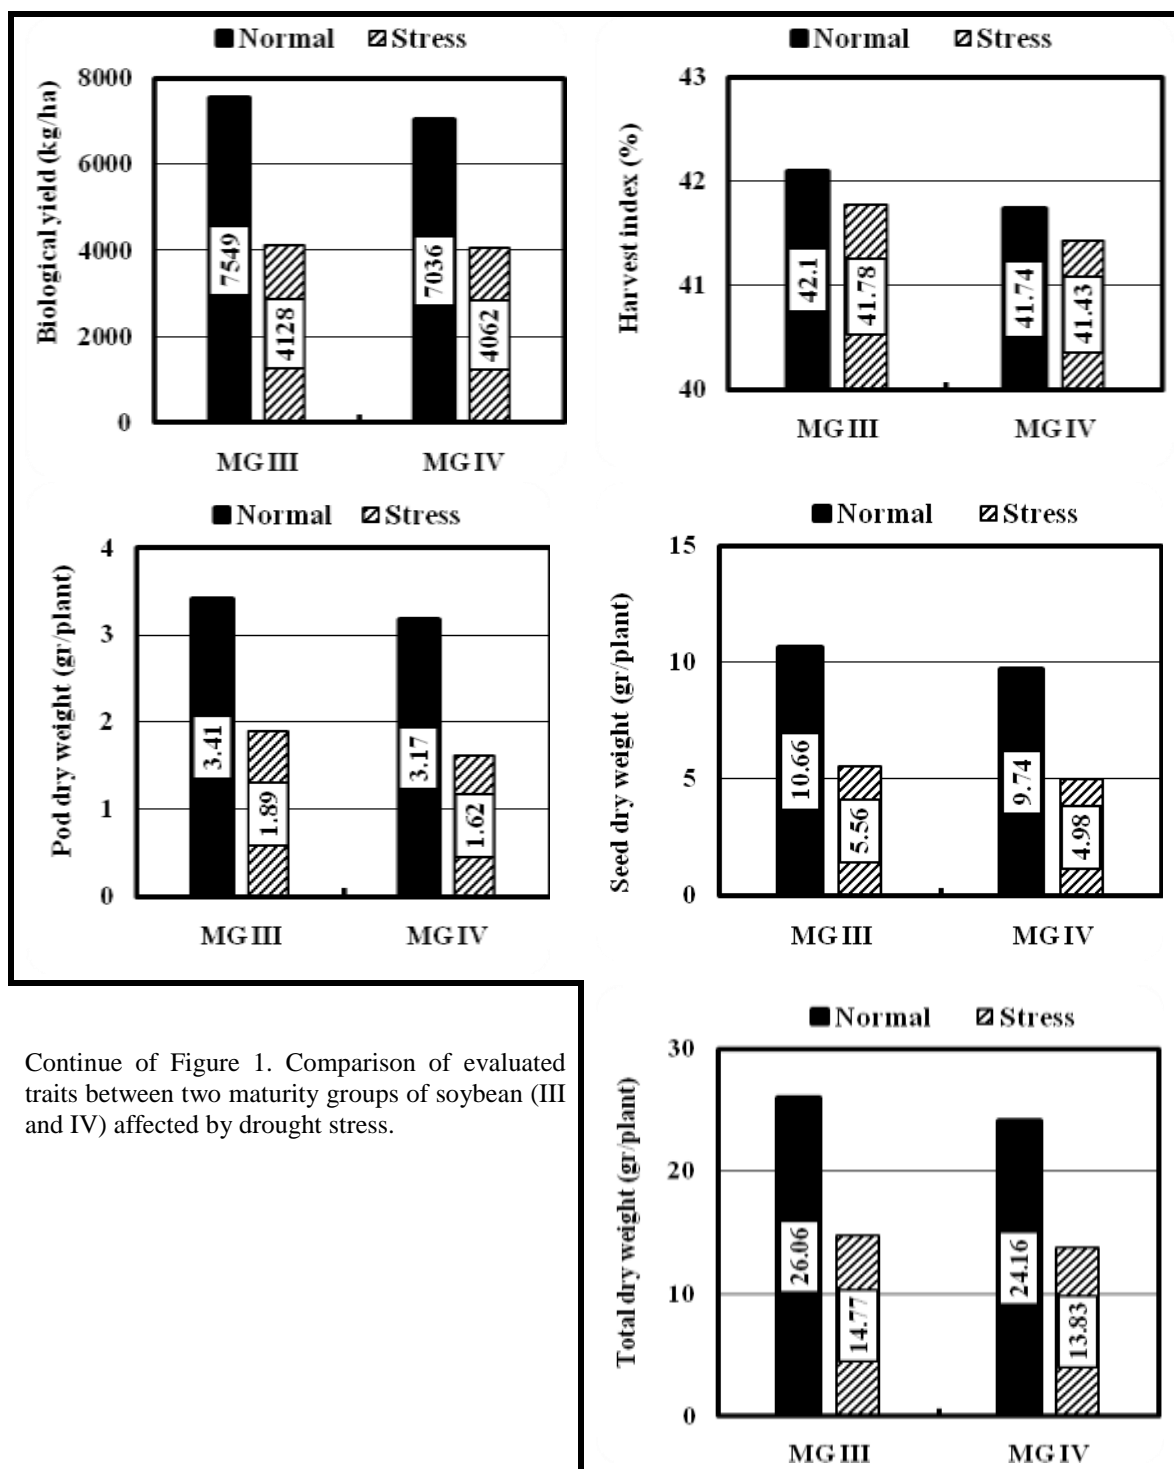 Normal Stress
Biological yield (kg/ha)
8000
6000
4000
2000
0
7549
4128
7036
4062
MG III MG IV
Normal Stress
Harvest index (%)
43
42
41
40
42.1
41.78
41.74
41.43
MG III MG IV
Normal Stress
Pod dry weight (gr/plant)
4
3
2
1
0
3.41
1.89
3.17
1.62
MG III MG IV
Normal Stress
Seed dry weight (gr/plant)
15
10
5
0
10.66
5.56
9.74
4.98
MG III MG IV
Continue of Figure 1. Comparison of evaluated
traits between two maturity groups of soybean (III
and IV) affected by drought stress.
Normal Stress
Total dry weight (gr/plant)
30
20
10
0
26.06
14.77
24.16
13.83
MG III MG IV